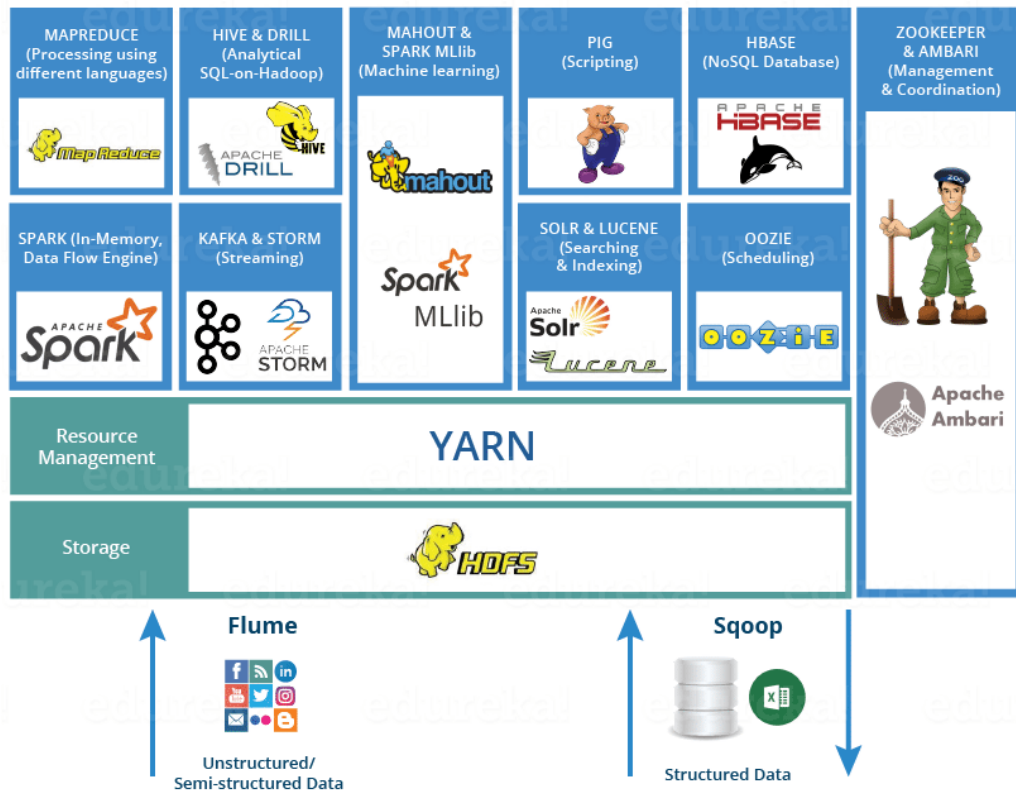 edureka!
MAPREDUCE
(Processing using
different languages)
Map Reduce
HIVE & DRILL
(Analytical
SQL-on-Hadoop)
HIVE
APACHE
DRILL
MAHOUT &
SPARK MLlib
(Machine learning)
mahout
Spark
MLlib
PIG
(Scripting)
HBASE
(NoSQL Database)
APACHE
HBASE
ZOOKEEPER
& AMBARI
(Management
& Coordination)
ZOO
Apache
Ambari
SPARK (In-Memory,
Data Flow Engine)
APACHE
Spark
KAFKA & STORM
(Streaming)
APACHE
STORM
SOLR & LUCENE
(Searching
& Indexing)
Apache
Solr
Lucene
OOZIE
(Scheduling)
OOZIE
Resource
Management
YARN
Storage
HDFS
Flume
Unstructured/
Semi-structured Data
Sqoop
Structured Data